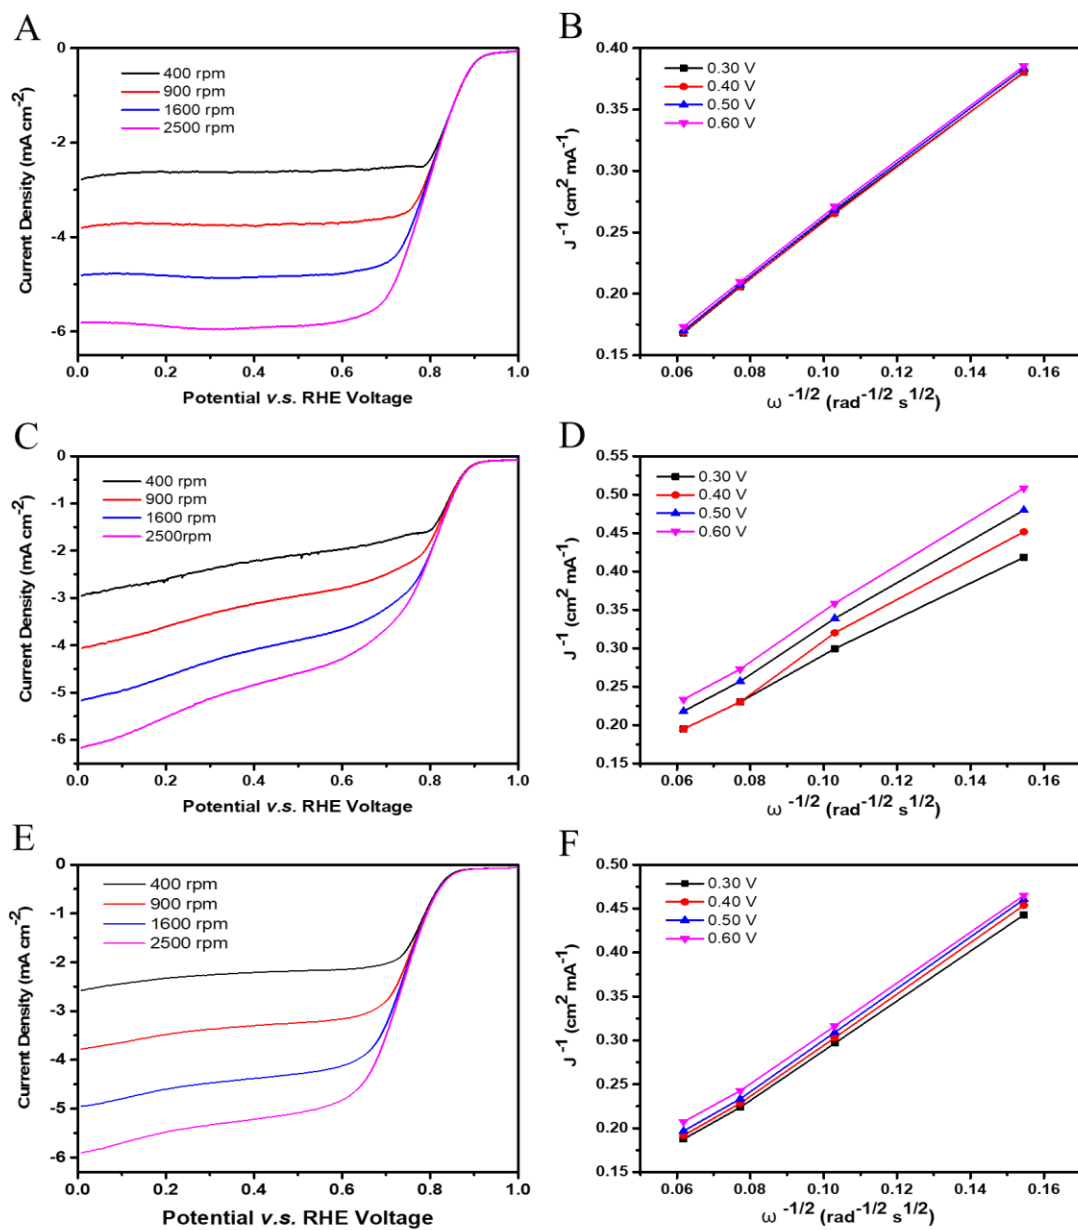 A
0
-2
-4
-6
Current Density (mA cm-2)
400 rpm
900 rpm
1600 rpm
2500 rpm
0.0 0.2 0.4 0.6 0.8 1.0
Potential v.s. RHE Voltage
B
0.40
0.35
0.30
0.25
0.20
0.15
J -1 (cm2 mA-1)
0.30 V
0.40 V
0.50 V
0.60 V
0.06 0.08 0.10 0.12 0.14 0.16
ω -1/2 (rad-1/2 s1/2)
C
0
-1
-2
-3
-4
-5
-6
Current Density (mA cm-2)
400 rpm
900 rpm
1600 rpm
2500rpm
0.0 0.2 0.4 0.6 0.8 1.0
Potential v.s. RHE Voltage
D
0.55
0.50
0.45
0.40
0.35
0.30
0.25
0.20
0.15
J -1 (cm2 mA-1)
0.30 V
0.40 V
0.50 V
0.60 V
0.06 0.08 0.10 0.12 0.14 0.16
ω -1/2 (rad-1/2 s1/2)
E
0
-1
-2
-3
-4
-5
-6
Current Density (mA cm-2)
400 rpm
900 rpm
1600 rpm
2500 rpm
0.0 0.2 0.4 0.6 0.8 1.0
Potential v.s. RHE Voltage
F
0.50
0.45
0.40
0.35
0.30
0.25
0.20
0.15
J -1 (cm2 mA-1)
0.30 V
0.40 V
0.50 V
0.60 V
0.06 0.08 0.10 0.12 0.14 0.16
ω -1/2 (rad-1/2 s1/2)